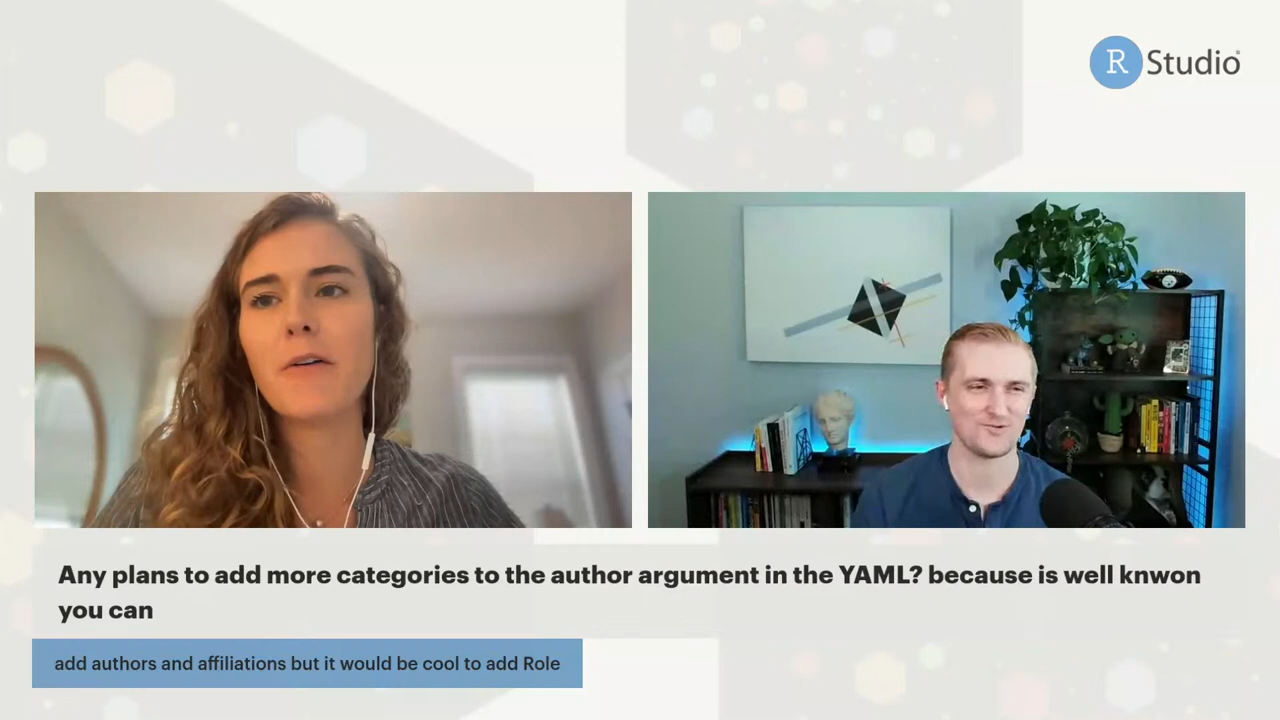 R Studio
Any plans to add more categories to the author argument in the YAML? because is well knwon
you can
add authors and affiliations but it would be cool to add Role